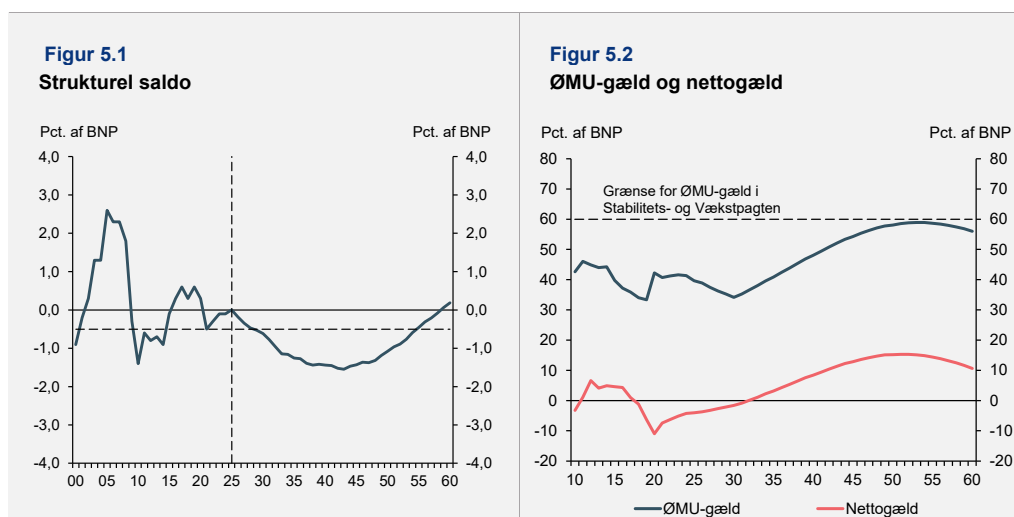 Figur 5.1
Strukturel saldo
Pct. af BNP Pct. af BNP
4,0 4,0
3,0 3,0
2,0 2,0
1,0 1,0
0,0 0,0
-1,0 -1,0
-2,0 -2,0
-3,0 -3,0
-4,0 -4,0
00 05 10 15 20 25 30 35 40 45 50 55 60
Figur 5.2
ØMU-gæld og nettogæld
Pct. af BNP Pct. af BNP
80 80
70 70
Grænse for ØMU-gæld i
Stabilitets- og Vækstpagten
60 60
50 50
40 40
30 30
20 20
10 10
0 0
-10 -10
-20 -20
10 15 20 25 30 35 40 45 50 55 60
ØMU-gæld Nettogæld